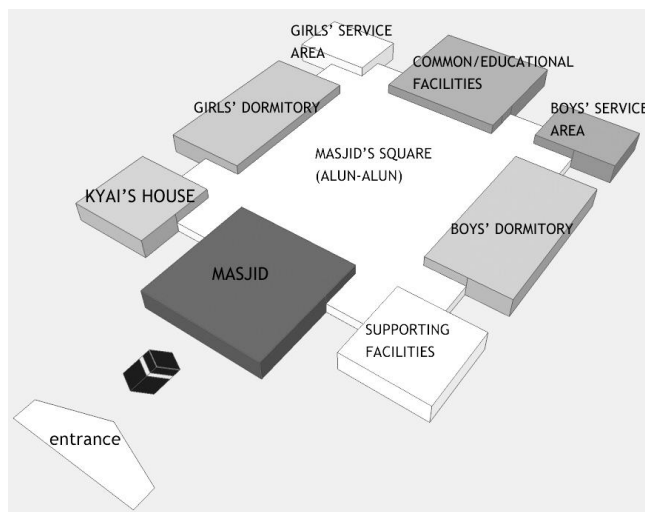 GIRLS' SERVICE
AREA
COMMON/EDUCATIONAL
FACILITIES
GIRLS' DORMITORY
BOYS' SERVICE
AREA
MASJID'S SQUARE
(ALUN-ALUN)
KYAI'S HOUSE
BOYS' DORMITORY
MASJID
SUPPORTING
FACILITIES
entrance